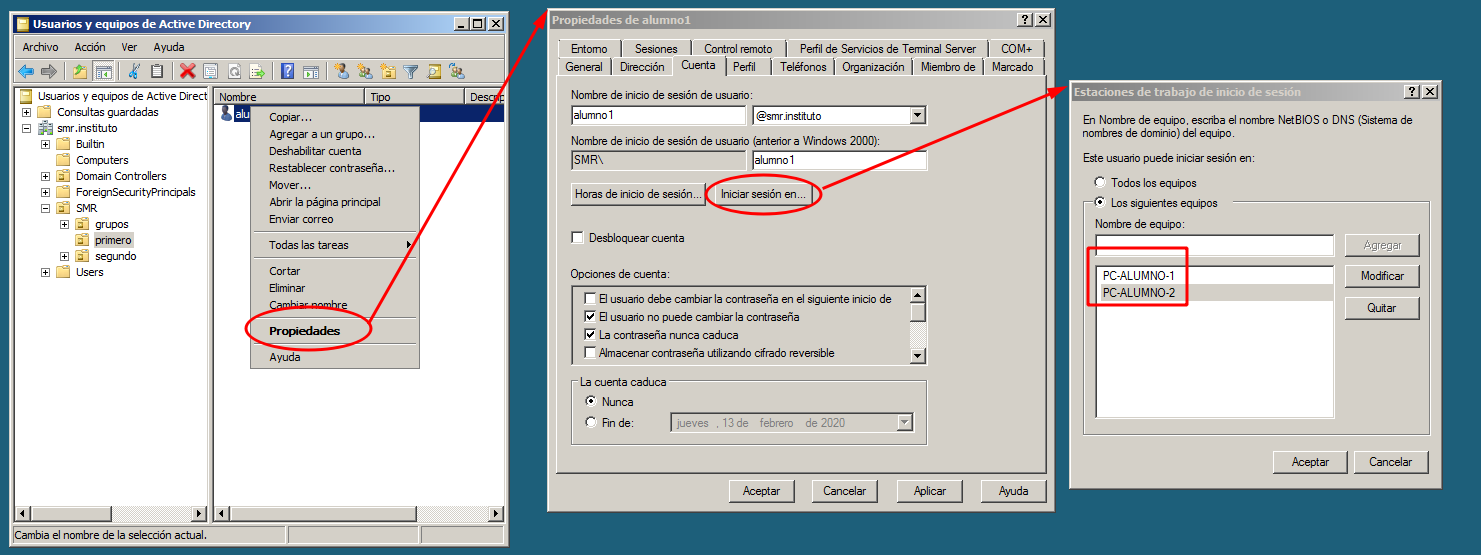 Usuarios y equipos de Active Directory
Archivo Acción Ver Ayuda
Usuarios y equipos de Active Direct
Consultas guardadas
smr.instituto
Builtin
Computers
Domain Controllers
ForeignSecurityPrincipals
SMR
grupos
primero
segundo
Users
Nombre Tipo Descrip
alu
Copiar...
Agregar a un grupo...
Deshabilitar cuenta
Restablecer contraseña...
Mover...
Abrir la página principal
Enviar correo
Todas las tareas
Cortar
Eliminar
Cambiar nombre
Propiedades
Ayuda
Cambia el nombre de la selección actual.
Propiedades de alumno1
Entorno Sesiones Control remoto Perfil de Servicios de Terminal Server COM+
General Dirección Cuenta Perfil Teléfonos Organización Miembro de Marcado
Nombre de inicio de sesión de usuario:
alumno1 @smr.instituto
Nombre de inicio de sesión de usuario (anterior a Windows 2000):
SMR\ alumno1
Horas de inicio de sesión... Iniciar sesión en...
Desbloquear cuenta
Opciones de cuenta:
El usuario debe cambiar la contraseña en el siguiente inicio de
El usuario no puede cambiar la contraseña
La contraseña nunca caduca
Almacenar contraseña utilizando cifrado reversible
La cuenta caduca
Nunca
Fin de: jueves , 13 de febrero de 2020
Aceptar Cancelar Aplicar Ayuda
Estaciones de trabajo de inicio de sesión
En Nombre de equipo, escriba el nombre NetBIOS o DNS (Sistema de
nombres de dominio) del equipo.
Este usuario puede iniciar sesión en:
Todos los equipos
Los siguientes equipos
Nombre de equipo:
Agregar
PC-ALUMNO-1 Modificar
PC-ALUMNO-2
Quitar
Aceptar Cancelar